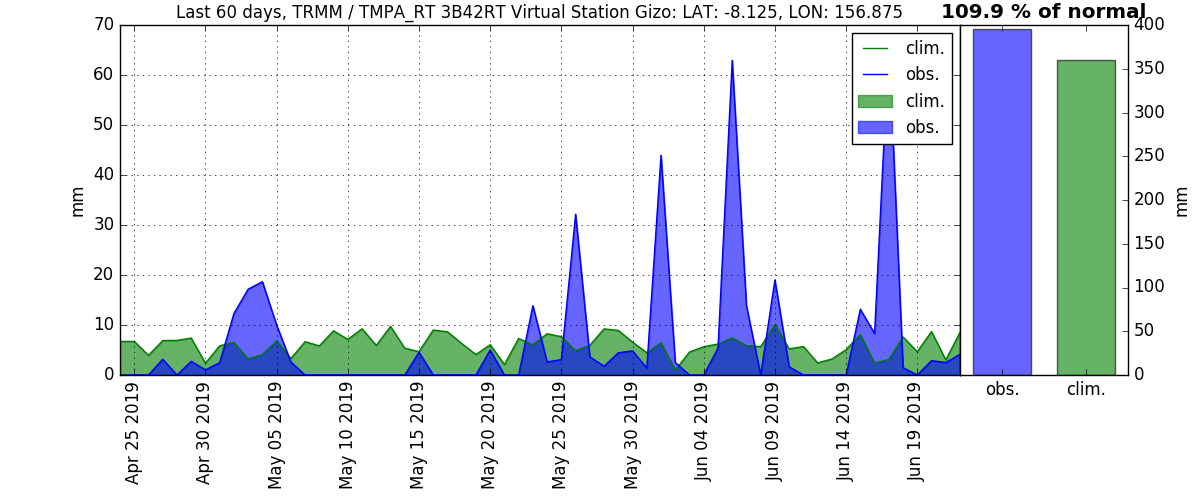 Last 60 days, TRMM / TMPA_RT 3B42RT Virtual Station Gizo: LAT: -8.125, LON: 156.875
109.9 % of normal
70
60
50
40
30
20
10
0
mm
clim.
obs.
clim.
obs.
400
350
300
250
200
150
100
50
0
mm
Apr 25 2019
Apr 30 2019
May 05 2019
May 10 2019
May 15 2019
May 20 2019
May 25 2019
May 30 2019
Jun 04 2019
Jun 09 2019
Jun 14 2019
Jun 19 2019
obs.
clim.